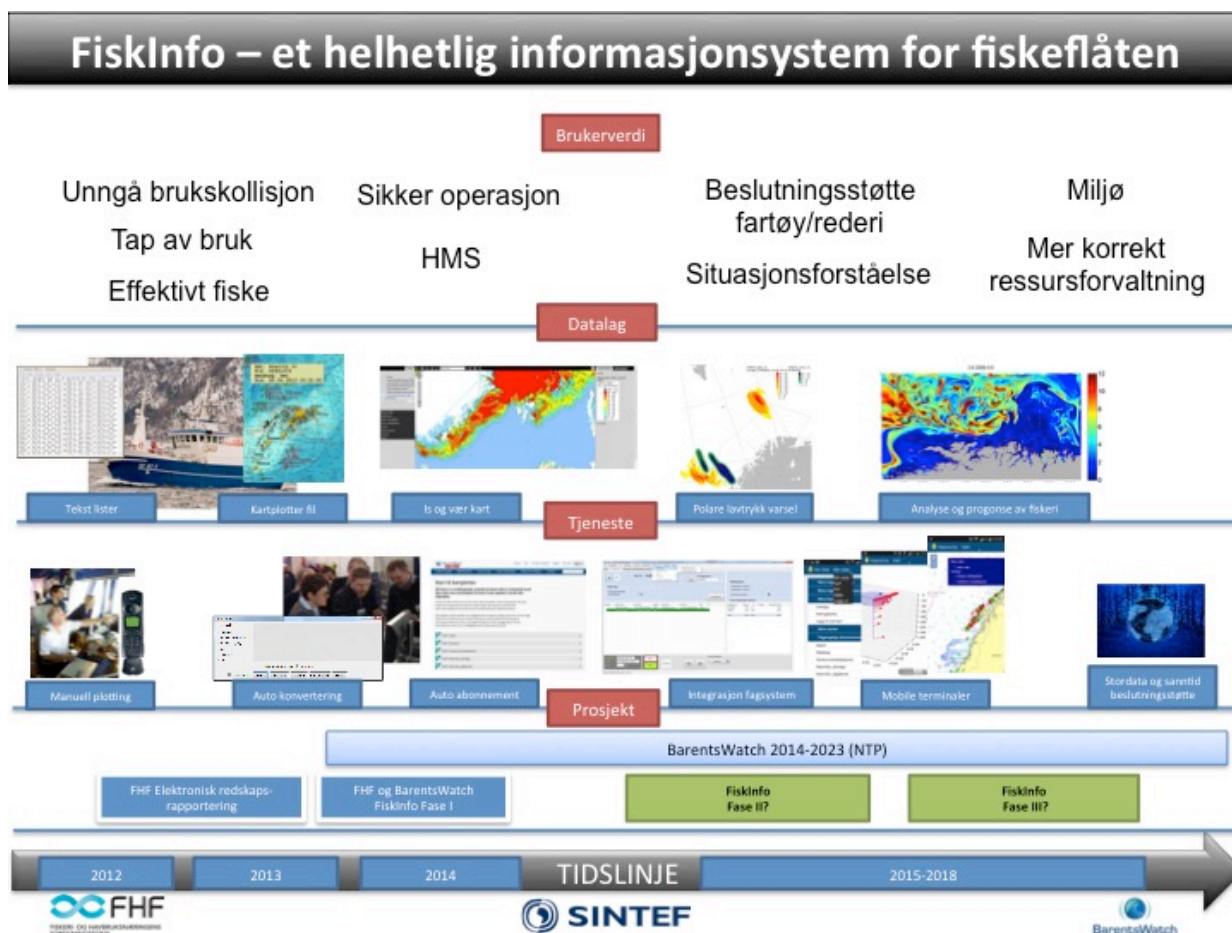 FiskInfo – et helhetlig informasjonsystem for fiskeflåten
Brukerverdi
Unngå brukskollisjon
Tap av bruk
Effektivt fiske
Sikker operasjon
HMS
Beslutningsstøtte
fartøy/rederi
Situasjonsforståelse
Miljø
Mer korrekt
ressursforvaltning
Datalag
Tekst lister
Kartplotter fil
Is og vær kart
Polare lavtrykk varsel
Analyse og progonse av fiskeri
Tjeneste
Manuell plotting
Auto konvertering
Auto abonnement
Integrasjon fagsystem
Mobile terminaler
Stordata og sanntid
beslutningsstøtte
Prosjekt
BarentsWatch 2014-2023 (NTP)
FHF Elektronisk redskaps-
rapportering
FHF og BarentsWatch
FiskInfo Fase I
FiskInfo
Fase II?
FiskInfo
Fase III?
2012
2013
2014
TIDSLINJE
2015-2018
FHF
SINTEF
BarentsWatch